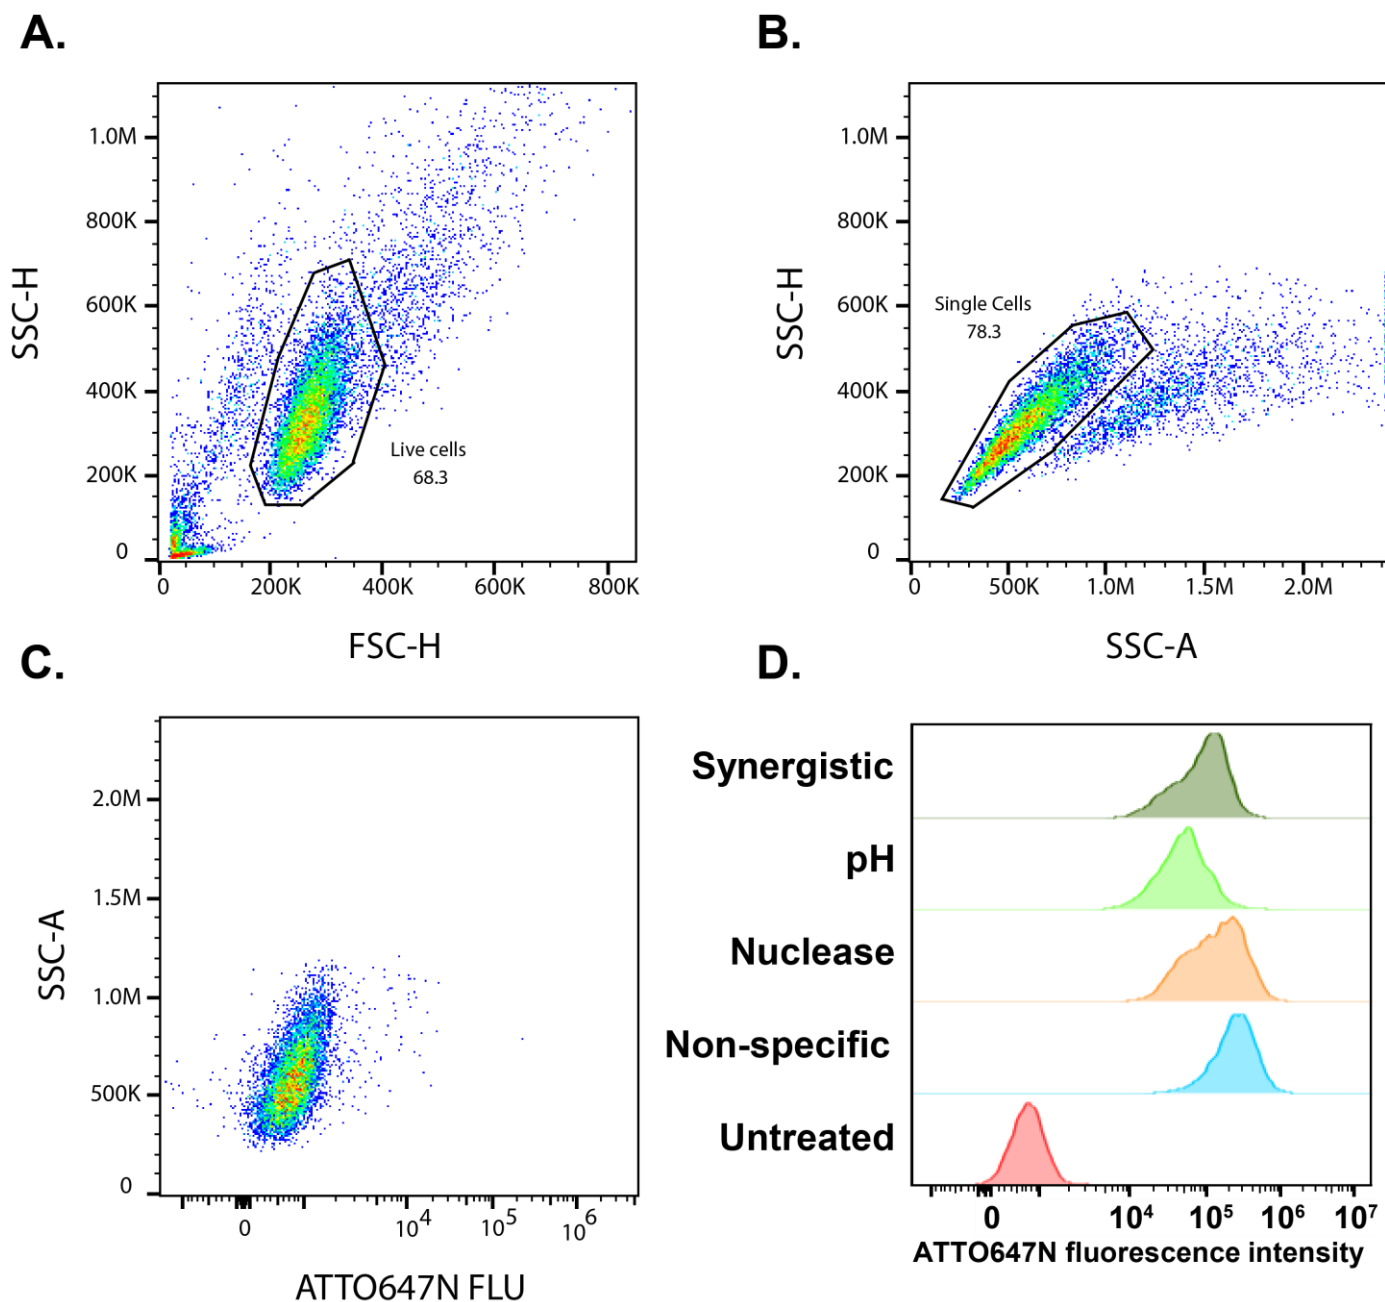 A.
SSC-H
1.0M
800K
600K
400K
200K
0
Live cells
68.3
0 200K 400K 600K 800K
FSC-H
B.
SSC-H
1.0M
800K
600K
400K
200K
0
Single Cells
78.3
0 500K 1.0M 1.5M 2.0M
SSC-A
C.
SSC-A
2.0M
1.5M
1.0M
500K
0
0 10⁴ 10⁵ 10⁶
ATTO647N FLU
D.
Synergistic
pH
Nuclease
Non-specific
Untreated
0 10⁴ 10⁵ 10⁶ 10⁷
ATTO647N fluorescence intensity